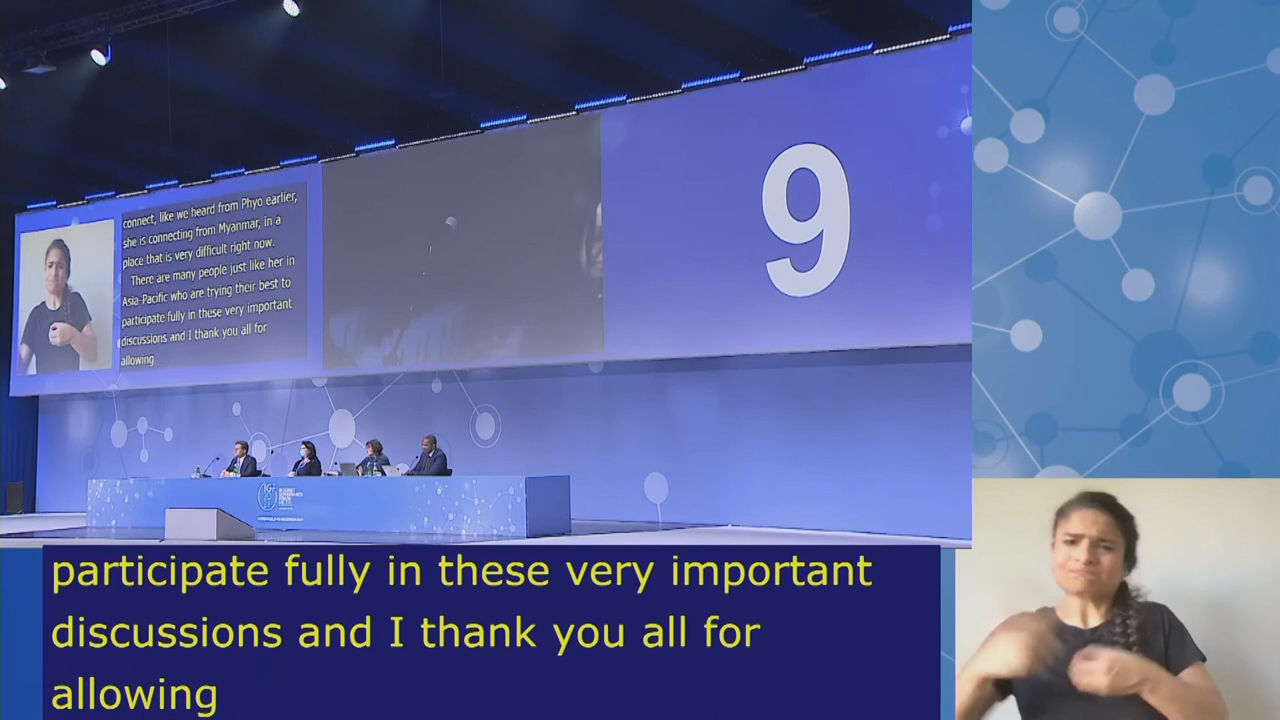 connect, like we heard from Phyo earlier,
she is connecting from Myanmar, in a
place that is very difficult right now.
There are many people just like her in
Asia-Pacific who are trying their best to
participate fully in these very important
discussions and I thank you all for
allowing
9
INTERNET
GOVERNANCE
FORUM
participate fully in these very important
discussions and I thank you all for
allowing